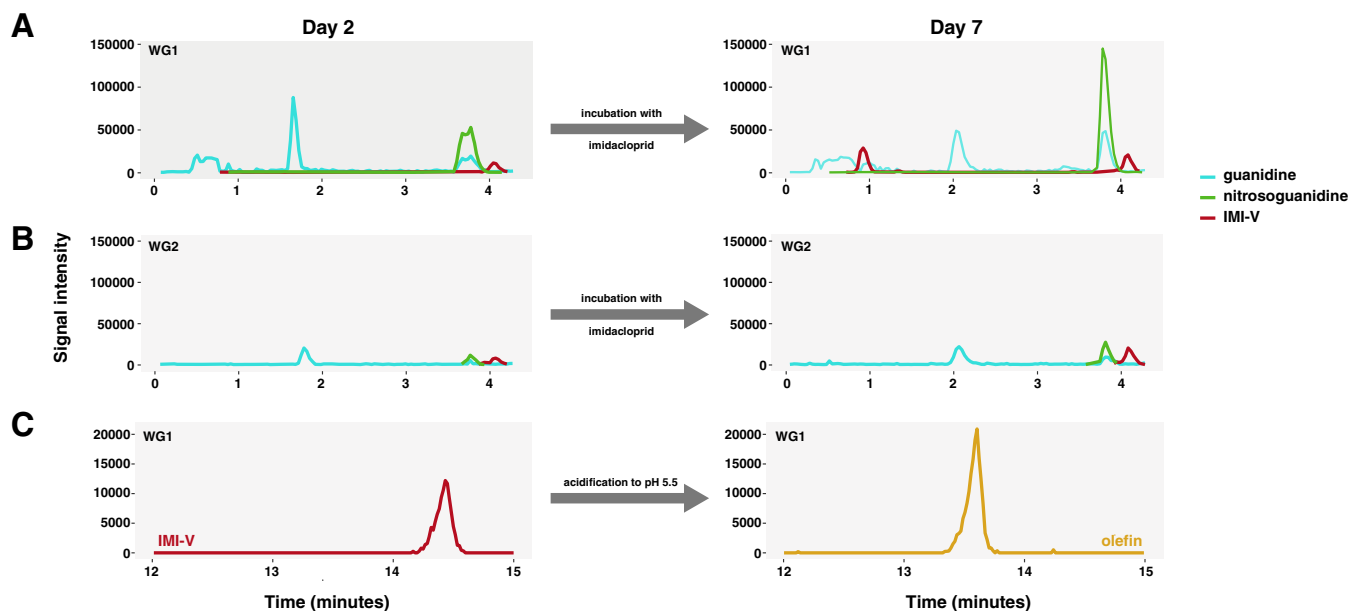 A
Day 2
Day 7
WG1
150000
100000
50000
0
0 1 2 3 4
incubation with
imidacloprid
WG1
150000
100000
50000
0
0 1 2 3 4
guanidine
nitrosoguanidine
IMI-V
B
Signal intensity
WG2
150000
100000
50000
0
0 1 2 3 4
incubation with
imidacloprid
WG2
150000
100000
50000
0
0 1 2 3 4
C
WG1
20000
15000
10000
5000
0
IMI-V
12 13 14 15
Time (minutes)
acidification to pH 5.5
WG1
20000
15000
10000
5000
0
olefin
12 13 14 15
Time (minutes)